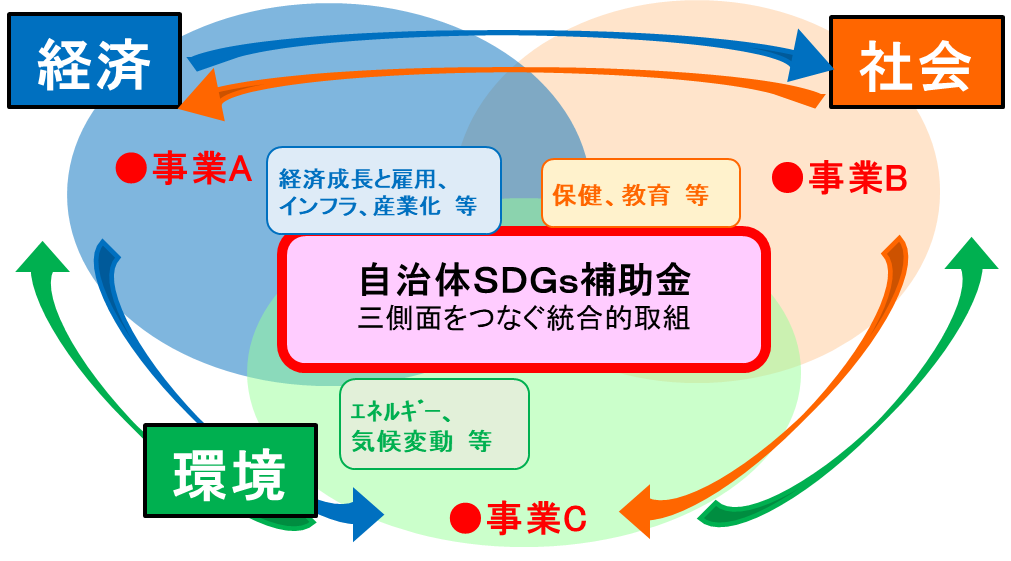 経済
社会
●事業A
経済成長と雇用、
インフラ、産業化 等
保健、教育 等
●事業B
自治体SDGs補助金
三側面をつなぐ統合的取組
ｴﾈﾙｷﾞｰ、
気候変動 等
環境
●事業C